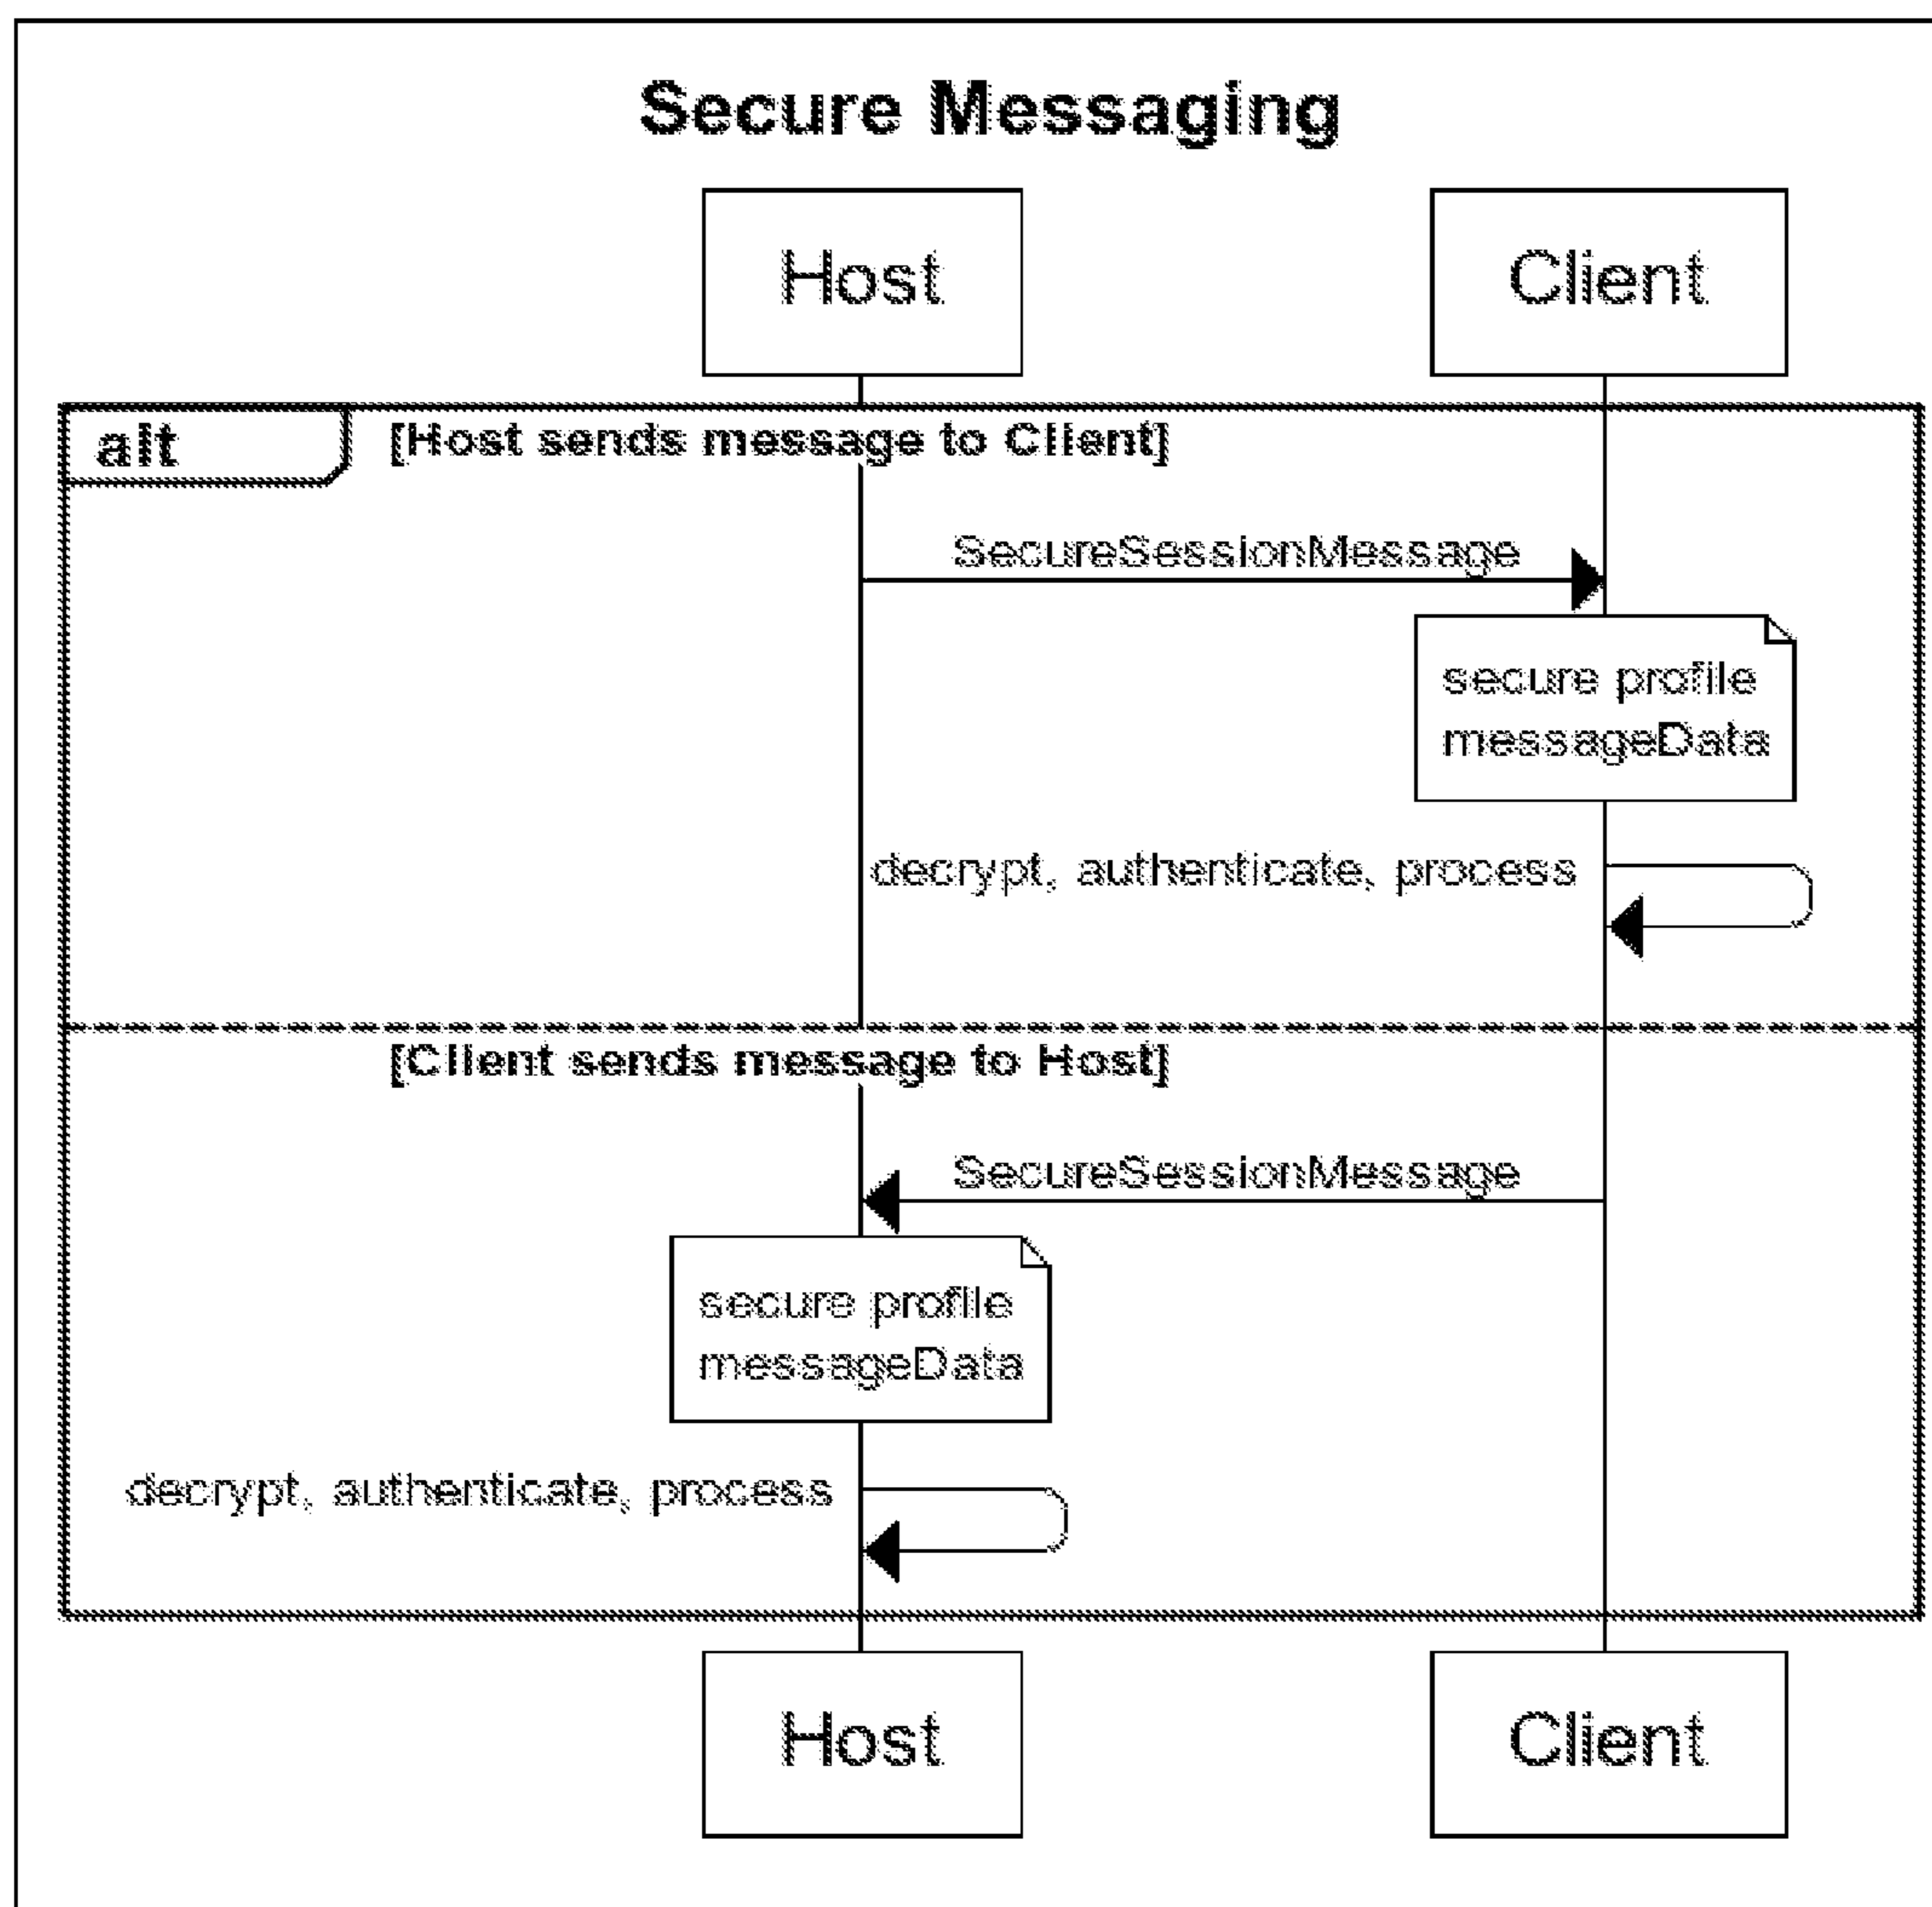 Secure Messaging
Host
Client
alt
[Host sends message to Client]
SecureSessionMessage
secure profile
messageData
decrypt, authenticate, process
[Client sends message to Host]
SecureSessionMessage
secure profile
messageData
decrypt, authenticate, process
Host
Client